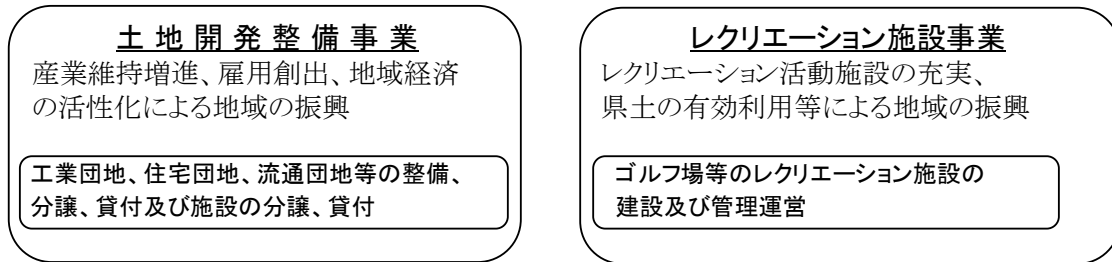 土地開発整備事業
産業維持増進、雇用創出、地域経済
の活性化による地域の振興
工業団地、住宅団地、流通団地等の整備、
分譲、貸付及び施設の分譲、貸付
レクリエーション施設事業
レクリエーション活動施設の充実、
県土の有効利用等による地域の振興
ゴルフ場等のレクリエーション施設の
建設及び管理運営